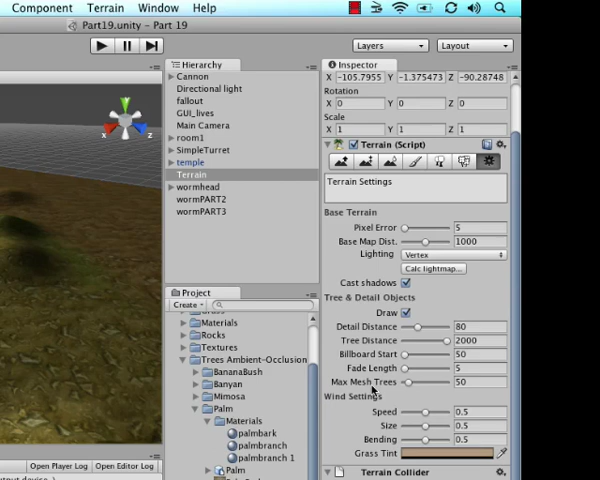 Component Terrain Window Help
Part19.unity – Part 19
Layers Layout
Hierarchy
Cannon
Directional light
fallout
GUI_lives
Main Camera
room1
SimpleTurret
temple
Terrain
wormhead
wormPART2
wormPART3
Project
Create
Materials
Rocks
Textures
Trees Ambient-Occlusion
BananaBush
Banyan
Mimosa
Palm
Materials
palmbark
palmbranch
palmbranch 1
Palm
Inspector
X -105.7955 Y -1.375473 Z -90.28748
Rotation
X 0 Y 0 Z 0
Scale
X 1 Y 1 Z 1
Terrain (Script)
Terrain Settings
Base Terrain
Pixel Error 5
Base Map Dist. 1000
Lighting Vertex
Calc lightmap...
Cast shadows
Tree & Detail Objects
Draw
Detail Distance 80
Tree Distance 2000
Billboard Start 50
Fade Length 5
Max Mesh Trees 50
Wind Settings
Speed 0.5
Size 0.5
Bending 0.5
Grass Tint
Terrain Collider
Open Player Log Open Editor Log
x z